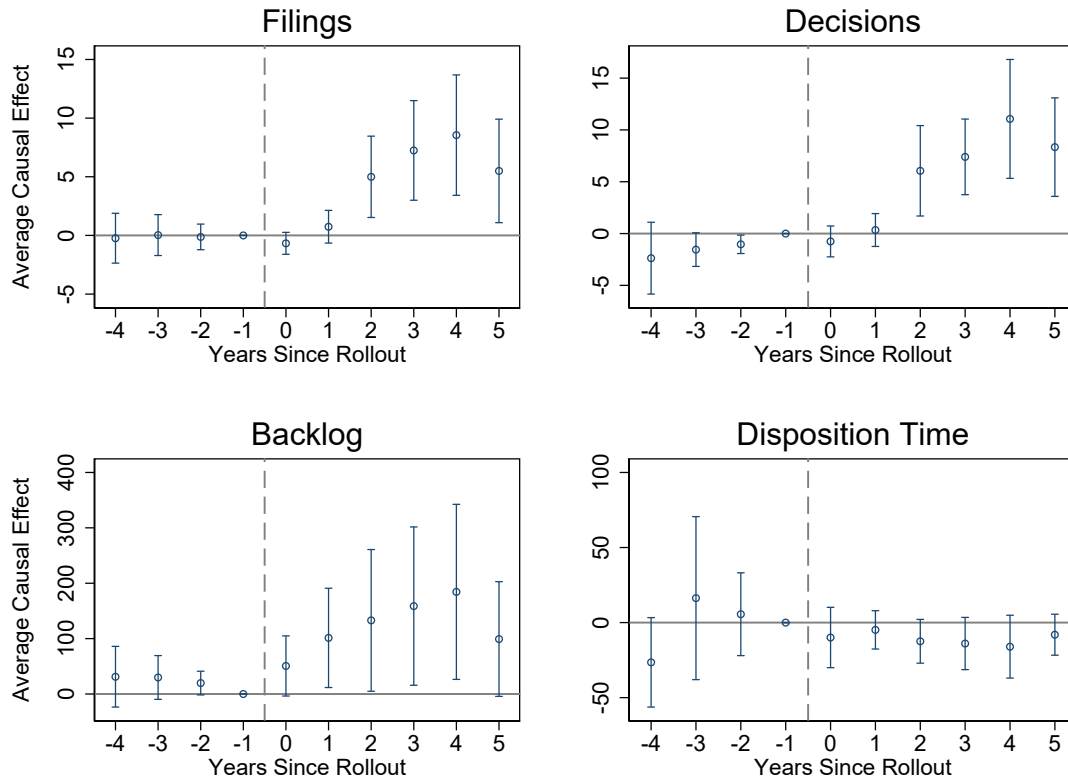 Filings
Average Causal Effect
15
10
5
0
-5
-4 -3 -2 -1 0 1 2 3 4 5
Years Since Rollout
Decisions
15
10
5
0
-5
-4 -3 -2 -1 0 1 2 3 4 5
Years Since Rollout
Backlog
Average Causal Effect
400
300
200
100
0
-4 -3 -2 -1 0 1 2 3 4 5
Years Since Rollout
Disposition Time
100
50
0
-50
-4 -3 -2 -1 0 1 2 3 4 5
Years Since Rollout